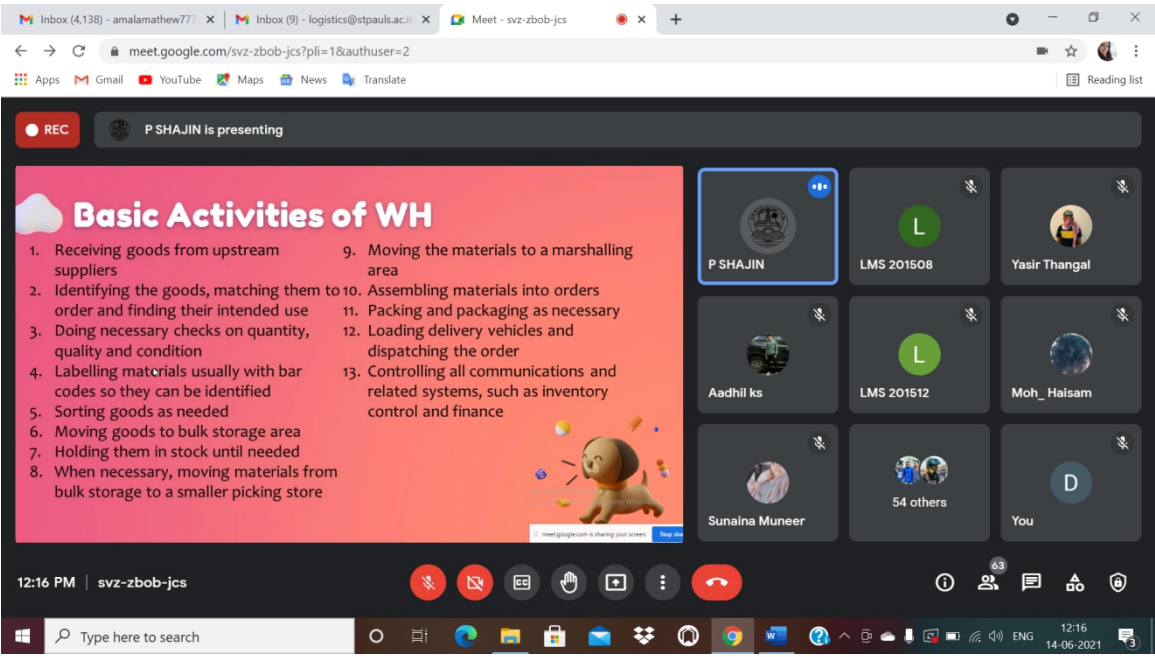 Inbox (4,138) - amalamathew777
Inbox (9) - logistics@stpauls.ac.in
Meet - svz-zbob-jcs
meet.google.com/svz-zbob-jcs?pli=1&authuser=2
Apps
Gmail
YouTube
Maps
News
Translate
Reading list
REC
P SHAJIN is presenting
Basic Activities of WH
1. Receiving goods from upstream
suppliers
2. Identifying the goods, matching them to
order and finding their intended use
3. Doing necessary checks on quantity,
quality and condition
4. Labelling materials usually with bar
codes so they can be identified
5. Sorting goods as needed
6. Moving goods to bulk storage area
7. Holding them in stock until needed
8. When necessary, moving materials from
bulk storage to a smaller picking store
9. Moving the materials to a marshalling
area
10. Assembling materials into orders
11. Packing and packaging as necessary
12. Loading delivery vehicles and
dispatching the order
13. Controlling all communications and
related systems, such as inventory
control and finance
meet.google.com is sharing your screen.
Stop sha
P SHAJIN
L
LMS 201508
Yasir Thangal
Aadhil ks
L
LMS 201512
Moh_ Haisam
Sunaina Muneer
54 others
D
You
12:16 PM | svz-zbob-jcs
63
Type here to search
ENG
12:16
14-06-2021
3